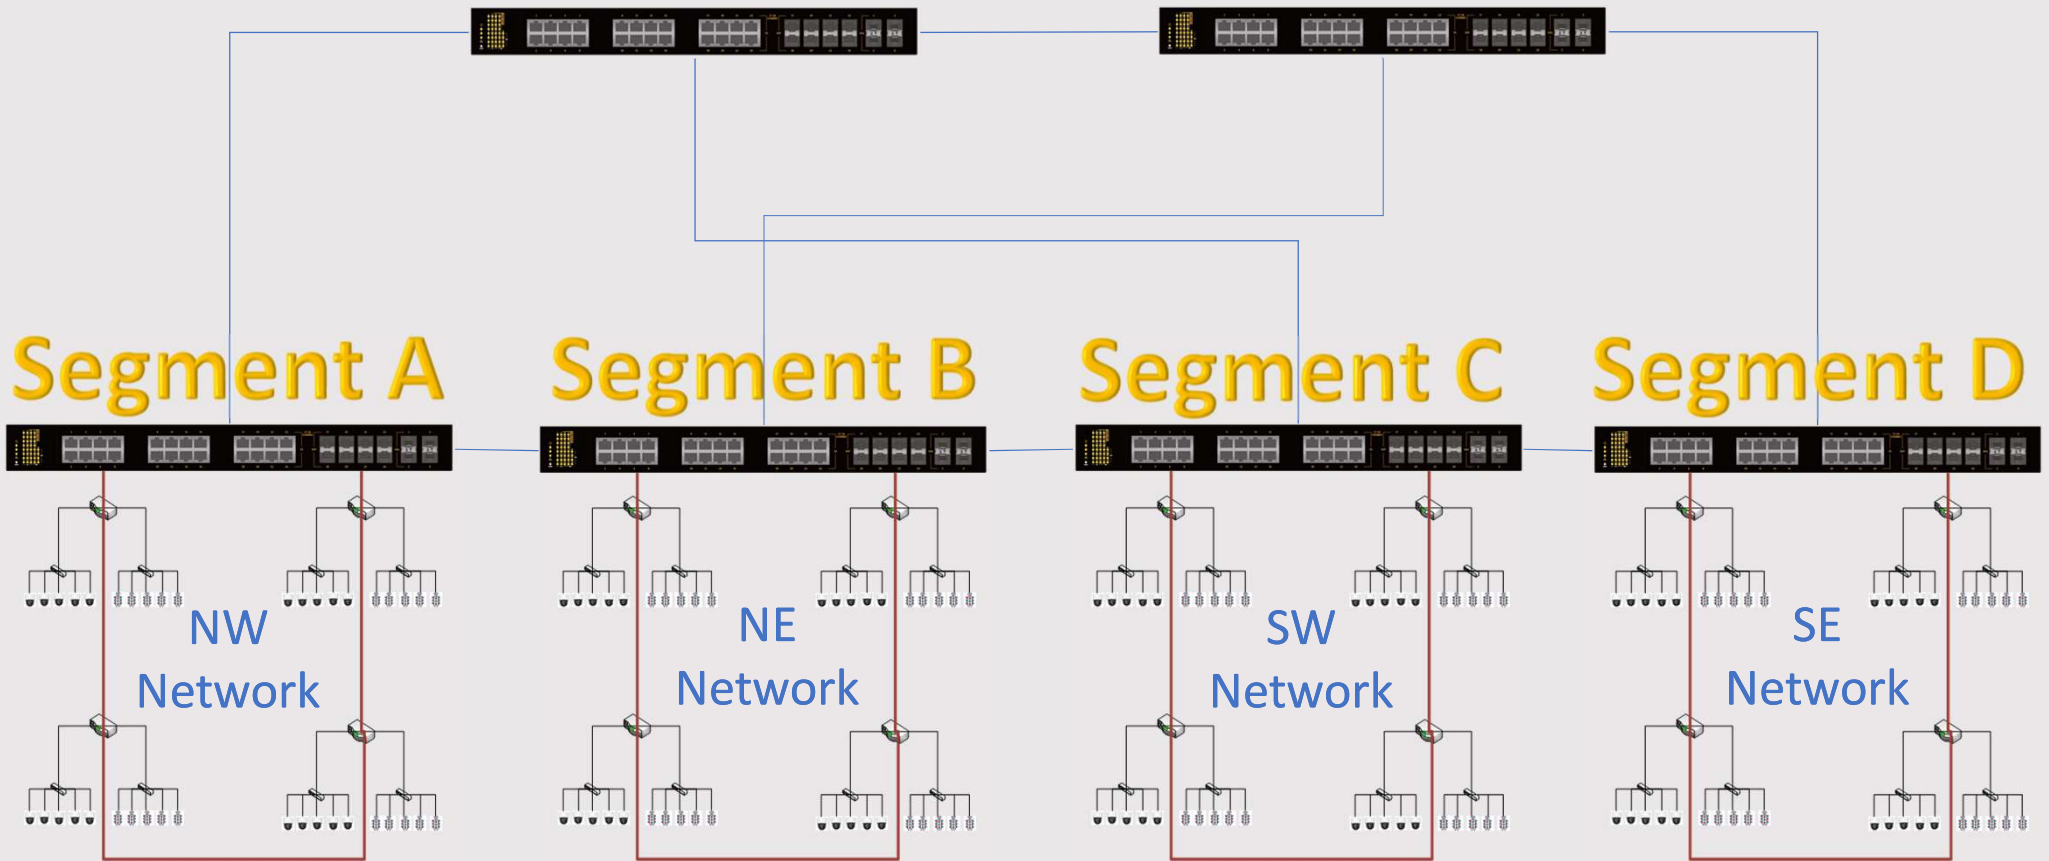 Segment A
Segment B
Segment C
Segment D
NW
Network
NE
Network
SW
Network
SE
Network